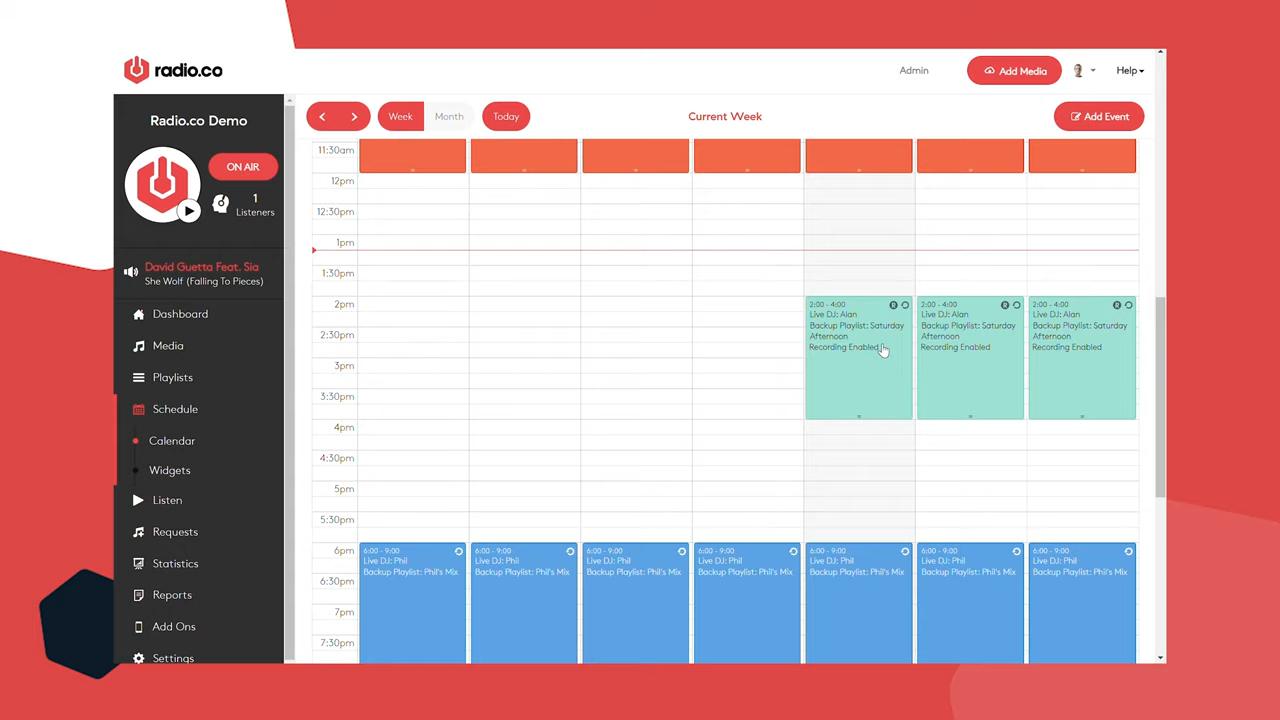 radio.co
Admin
Add Media
Help
Radio.co Demo
ON AIR
1
Listeners
David Guetta Feat. Sia
She Wolf (Falling To Pieces)
Dashboard
Media
Playlists
Schedule
Calendar
Widgets
Listen
Requests
Statistics
Reports
Add Ons
Settings
Week
Month
Today
Current Week
Add Event
11:30am
12pm
12:30pm
1pm
1:30pm
2pm
2:30pm
3pm
3:30pm
4pm
4:30pm
5pm
5:30pm
6pm
6:30pm
7pm
7:30pm
2:00 - 4:00
R
Live DJ: Alan
Backup Playlist: Saturday
Afternoon
Recording Enabled
2:00 - 4:00
R
Live DJ: Alan
Backup Playlist: Saturday
Afternoon
Recording Enabled
2:00 - 4:00
R
Live DJ: Alan
Backup Playlist: Saturday
Afternoon
Recording Enabled
6:00 - 9:00
Live DJ: Phil
Backup Playlist: Phil's Mix
6:00 - 9:00
Live DJ: Phil
Backup Playlist: Phil's Mix
6:00 - 9:00
Live DJ: Phil
Backup Playlist: Phil's Mix
6:00 - 9:00
Live DJ: Phil
Backup Playlist: Phil's Mix
6:00 - 9:00
Live DJ: Phil
Backup Playlist: Phil's Mix
6:00 - 9:00
Live DJ: Phil
Backup Playlist: Phil's Mix
6:00 - 9:00
Live DJ: Phil
Backup Playlist: Phil's Mix